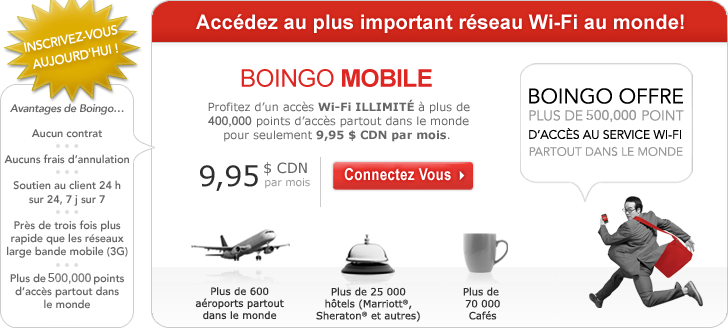 INSCRIVEZ-VOUS
AUJOURD'HUI !
Avantages de Boingo...
Aucun contrat
Aucuns frais d'annulation
Soutien au client 24 h
sur 24, 7 j sur 7
Près de trois fois plus
rapide que les réseaux
large bande mobile (3G)
Plus de 500,000 points
d'accès partout dans
le monde
Accédez au plus important réseau Wi-Fi au monde!
BOINGO MOBILE
Profitez d'un accès Wi-Fi ILLIMITÉ à plus de
400,000 points d'accès partout dans le monde
pour seulement 9,95 $ CDN par mois.
9,95 $ CDN
par mois
Connectez Vous
BOINGO OFFRE
PLUS DE 500,000 POINT
D'ACCÈS AU SERVICE WI-FI
PARTOUT DANS LE MONDE
Plus de 600
aéroports partout
dans le monde
Plus de 25 000
hôtels (Marriott®,
Sheraton® et autres)
Plus de
70 000
Cafés